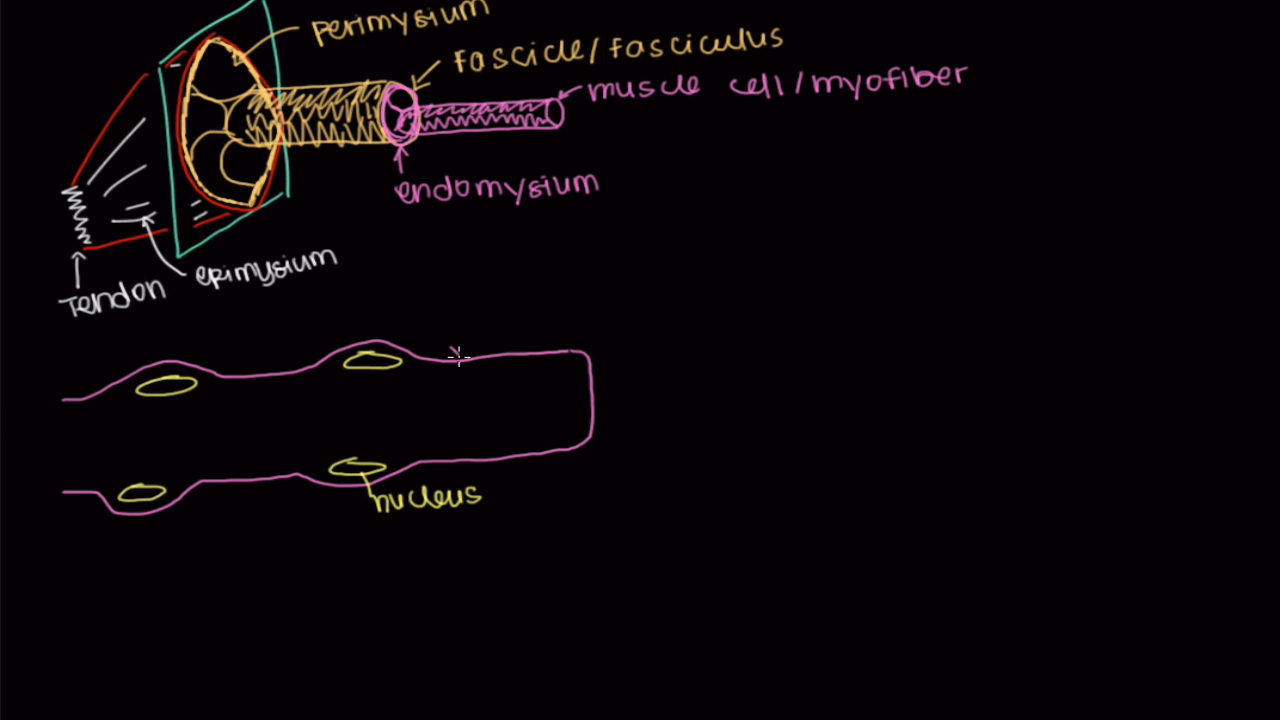 perimysium
fascicle/fasciculus
muscle cell/myofiber
endomysium
epimysium
Tendon
nucleus